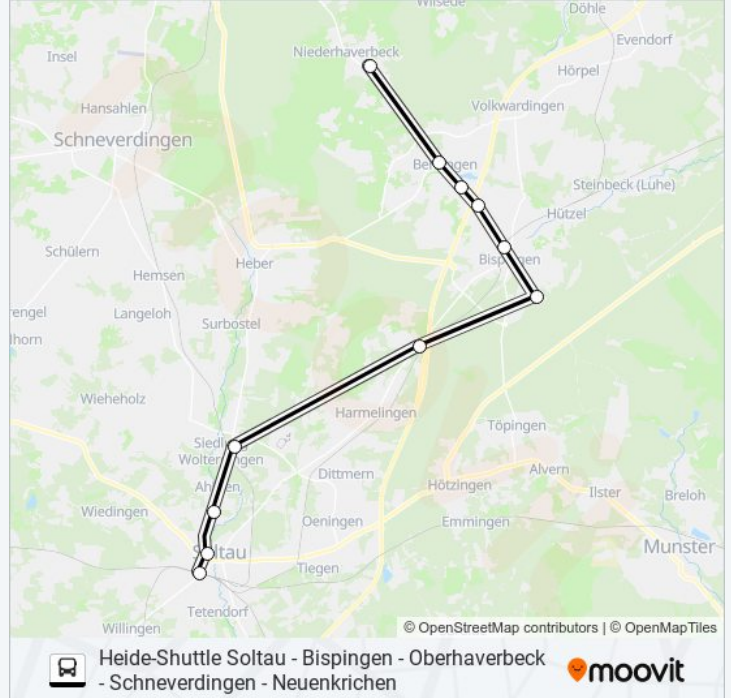 Wilsede
Döhle
Insel
Niederhaverbeck
Evendorf
Hörpel
Hansahlen
Volkwardingen
Schneverdingen
Steinbeck (Luhe)
Hützel
Schülern
Heber
Bispingen
Hemsen
Langeloh
Surbostel
Wieheholz
Harmelingen
Töpingen
Dittmern
Alvern
Hötzingen
Ilster
Breloh
Wiedingen
Oeningen
Emmingen
Soltau
Munster
Tiegen
Tetendorf
Willingen
© OpenStreetMap contributors | © OpenMapTiles
Heide-Shuttle Soltau - Bispingen - Oberhaverbeck
- Schneverdingen - Neuenkrichen
moovit